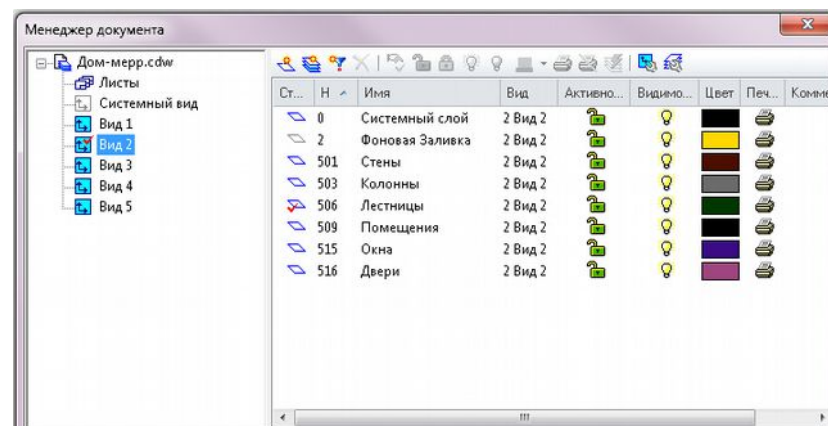 Менеджер документа
Дом-мерр.cdw
Листы
Системный вид
Вид 1
Вид 2
Вид 3
Вид 4
Вид 5
Ст... Н Имя Вид Активно... Видимо... Цвет Печ... Комме
0 Системный слой 2 Вид 2
2 Фоновая Заливка 2 Вид 2
501 Стены 2 Вид 2
503 Колонны 2 Вид 2
506 Лестницы 2 Вид 2
509 Помещения 2 Вид 2
515 Окна 2 Вид 2
516 Двери 2 Вид 2